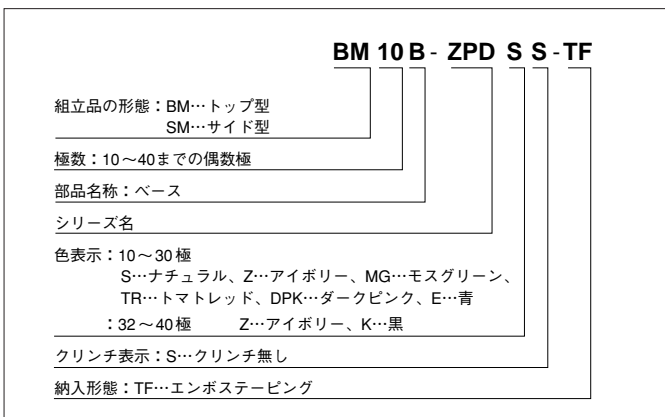 BM 10 B - ZPD S S - TF
組立品の形態：BM…トップ型
SM…サイド型
極数：10～40までの偶数極
部品名称：ベース
シリーズ名
色表示：10～30極
S…ナチュラル、Z…アイボリー、MG…モスグリーン、
TR…トマトレッド、DPK…ダークピンク、E…青
：32～40極　Z…アイボリー、K…黒
クリンチ表示：S…クリンチ無し
納入形態：TF…エンボステーピング